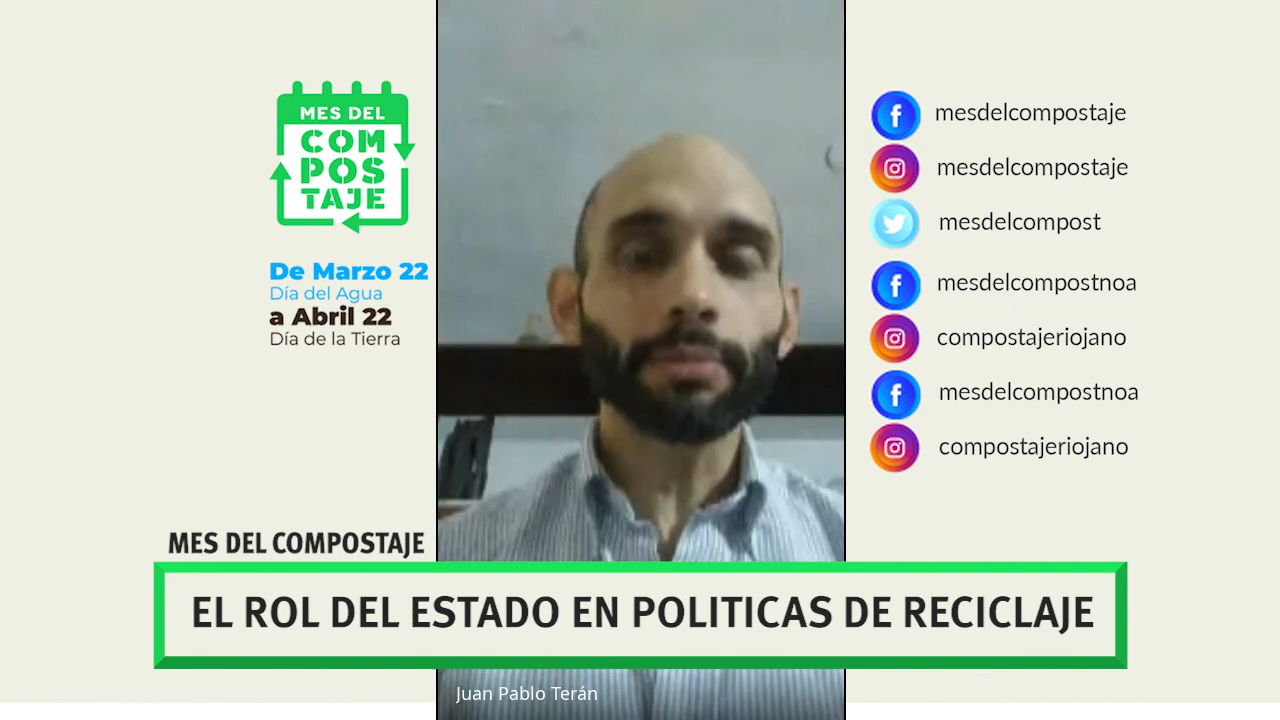 MES DEL
COM
POS
TAJE
De Marzo 22
Día del Agua
a Abril 22
Día de la Tierra
mesdelcompostaje
mesdelcompostaje
mesdelcompost
mesdelcompostnoa
compostajeriojano
mesdelcompostnoa
compostajeriojano
MES DEL COMPOSTAJE
EL ROL DEL ESTADO EN POLITICAS DE RECICLAJE
Juan Pablo Terán